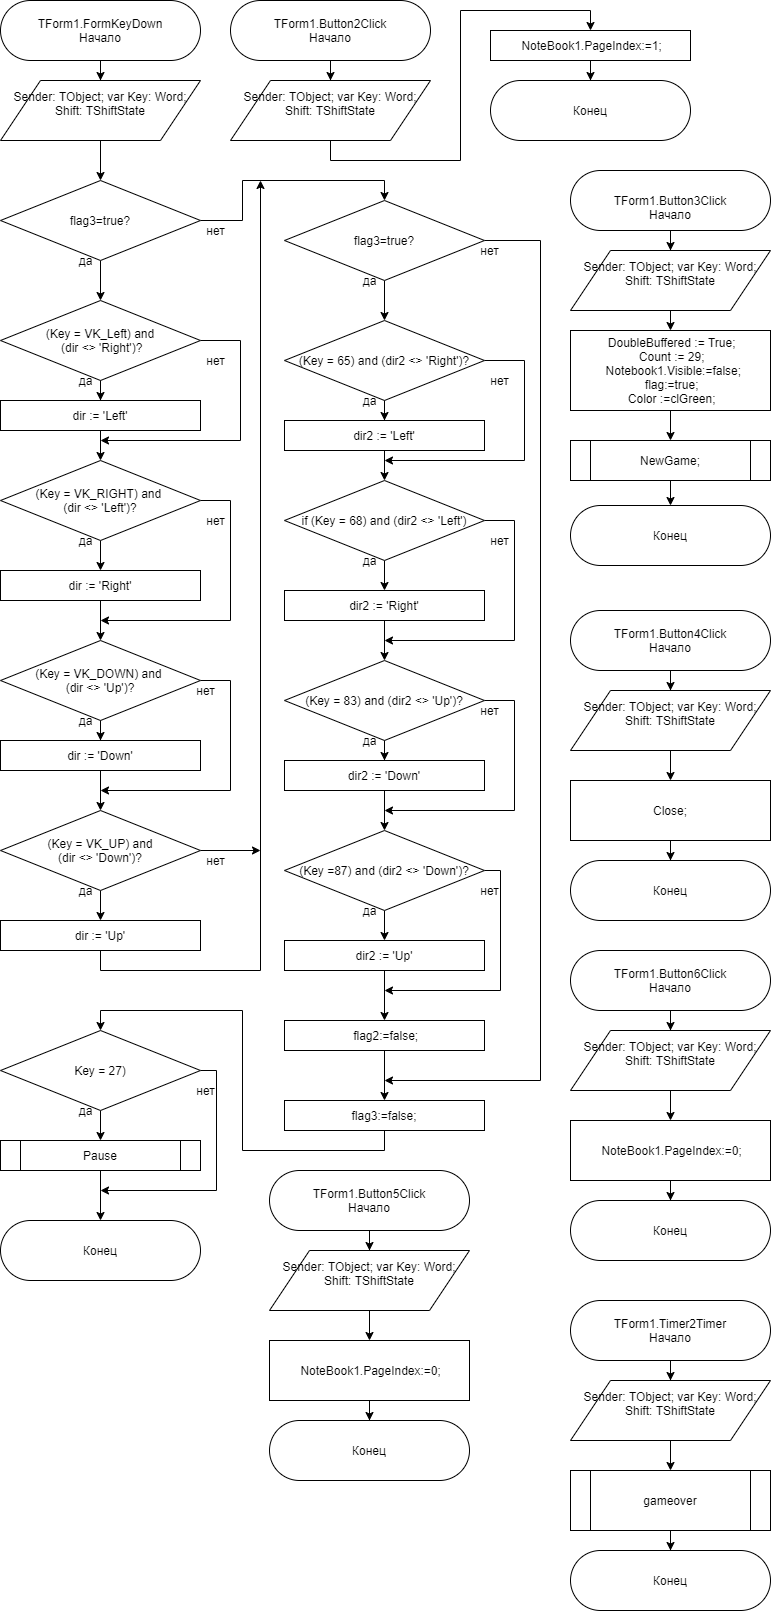 TForm1.FormKeyDown
Начало
Sender: TObject; var Key: Word;
Shift: TShiftState
flag3=true?
нет
да
(Key = VK_Left) and
(dir <> 'Right')?
нет
да
dir := 'Left'
(Key = VK_RIGHT) and
(dir <> 'Left')?
нет
да
dir := 'Right'
(Key = VK_DOWN) and
(dir <> 'Up')?
нет
да
dir := 'Down'
(Key = VK_UP) and
(dir <> 'Down')?
нет
да
dir := 'Up'
flag3=true?
нет
да
(Key = 65) and (dir2 <> 'Right')?
нет
да
dir2 := 'Left'
if (Key = 68) and (dir2 <> 'Left')
нет
да
dir2 := 'Right'
(Key = 83) and (dir2 <> 'Up')?
нет
да
dir2 := 'Down'
(Key =87) and (dir2 <> 'Down')?
нет
да
dir2 := 'Up'
flag2:=false;
flag3:=false;
Key = 27)
нет
да
Pause
Конец
TForm1.Button2Click
Начало
Sender: TObject; var Key: Word;
Shift: TShiftState
NoteBook1.PageIndex:=1;
Конец
TForm1.Button3Click
Начало
Sender: TObject; var Key: Word;
Shift: TShiftState
DoubleBuffered := True;
Count := 29;
Notebook1.Visible:=false;
flag:=true;
Color :=clGreen;
NewGame;
Конец
TForm1.Button4Click
Начало
Sender: TObject; var Key: Word;
Shift: TShiftState
Close;
Конец
TForm1.Button6Click
Начало
Sender: TObject; var Key: Word;
Shift: TShiftState
NoteBook1.PageIndex:=0;
Конец
TForm1.Button5Click
Начало
Sender: TObject; var Key: Word;
Shift: TShiftState
NoteBook1.PageIndex:=0;
Конец
TForm1.Timer2Timer
Начало
Sender: TObject; var Key: Word;
Shift: TShiftState
gameover
Конец